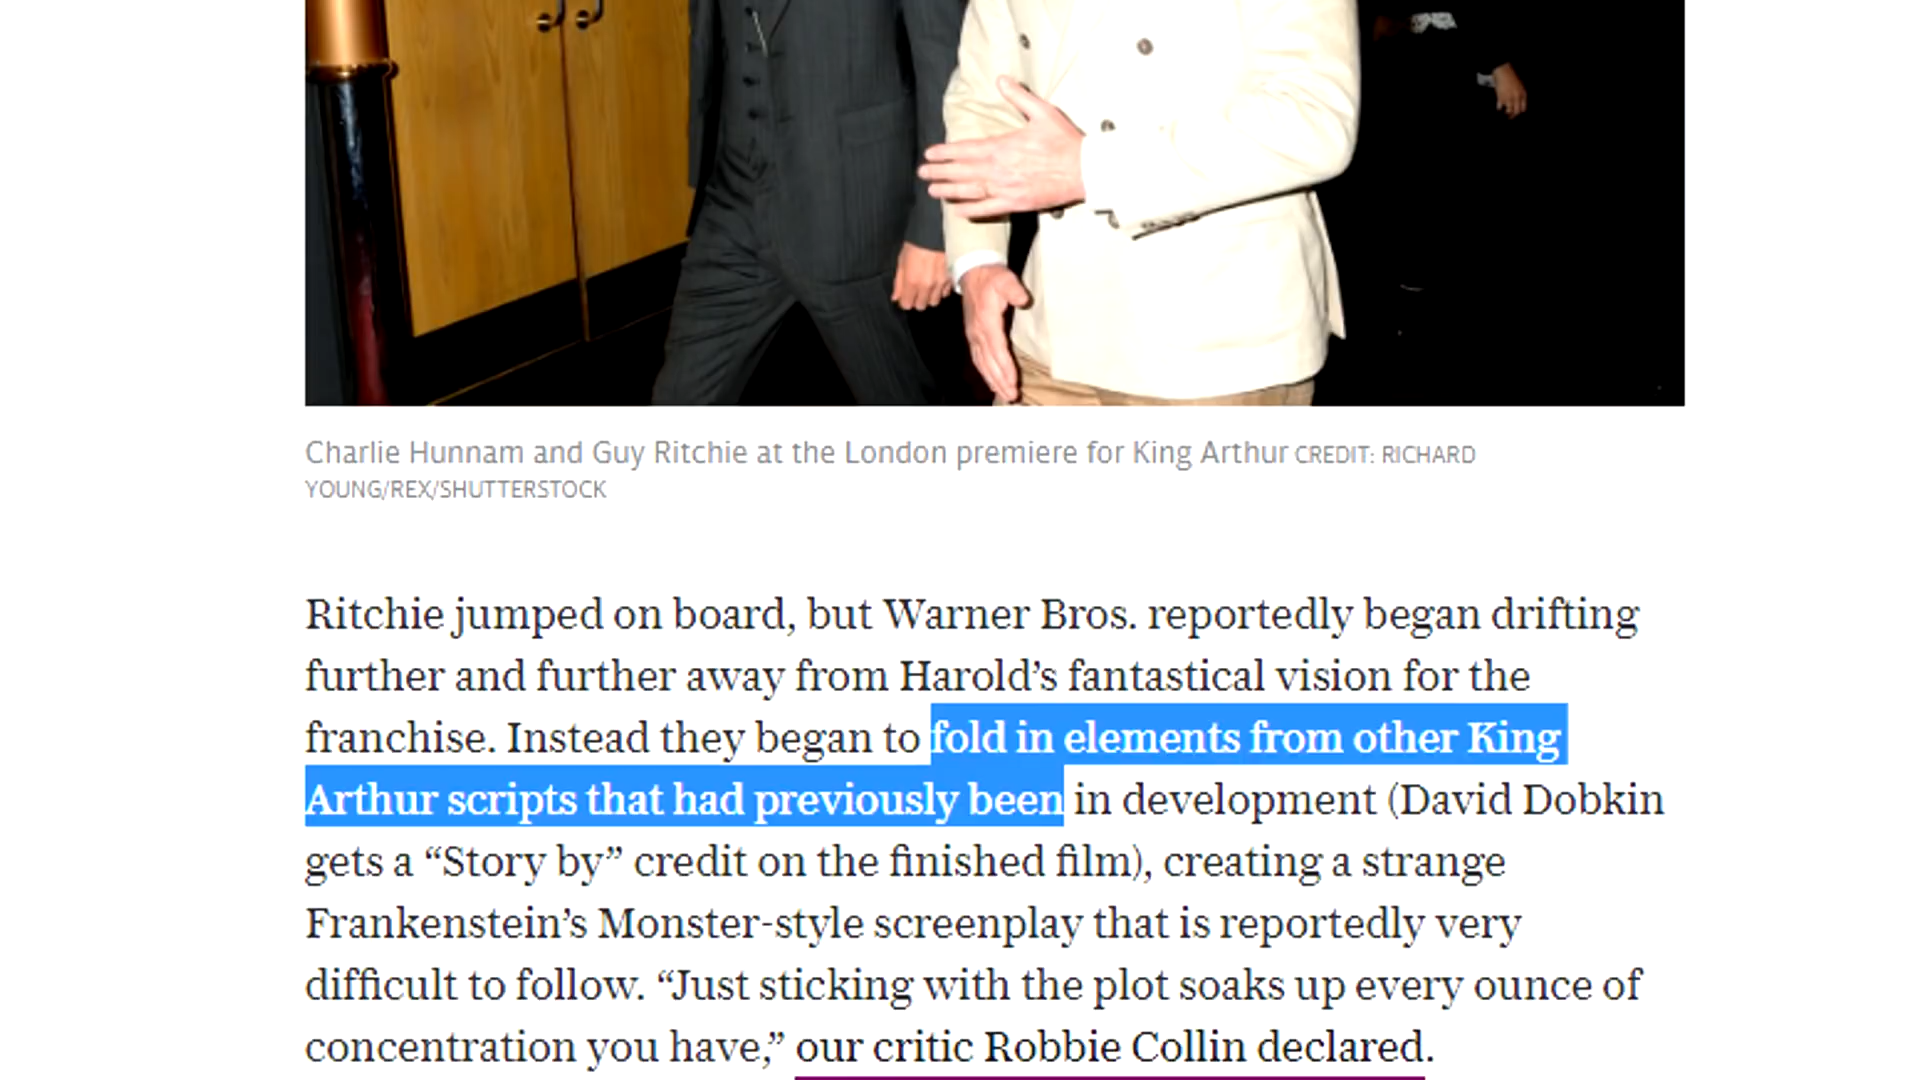 Charlie Hunnam and Guy Ritchie at the London premiere for King Arthur CREDIT: RICHARD
YOUNG/REX/SHUTTERSTOCK
Ritchie jumped on board, but Warner Bros. reportedly began drifting
further and further away from Harold’s fantastical vision for the
franchise. Instead they began to fold in elements from other King
Arthur scripts that had previously been in development (David Dobkin
gets a “Story by” credit on the finished film), creating a strange
Frankenstein’s Monster-style screenplay that is reportedly very
difficult to follow. “Just sticking with the plot soaks up every ounce of
concentration you have,” our critic Robbie Collin declared.